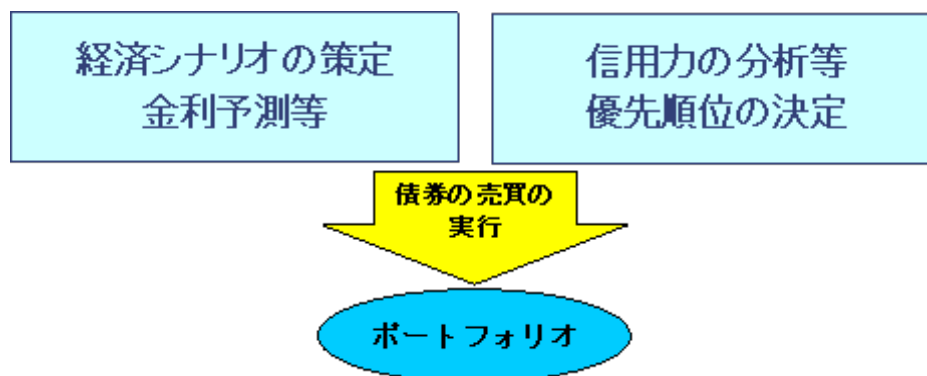 経済シナリオの策定
金利予測等
信用力の分析等
優先順位の決定
債券の売買の
実行
ポートフォリオ